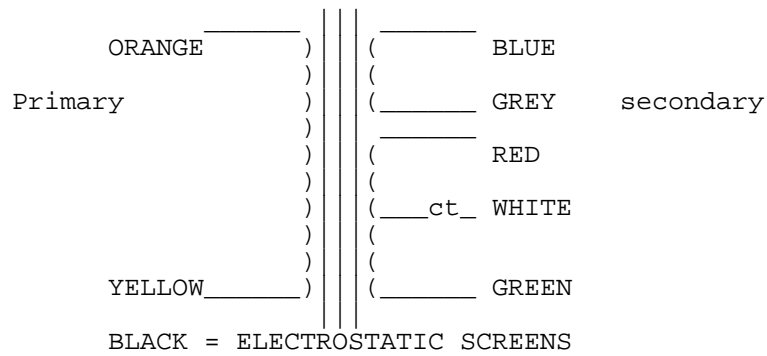 ORANGE BLUE
Primary GREY secondary
RED
ct WHITE
YELLOW GREEN
BLACK = ELECTROSTATIC SCREENS